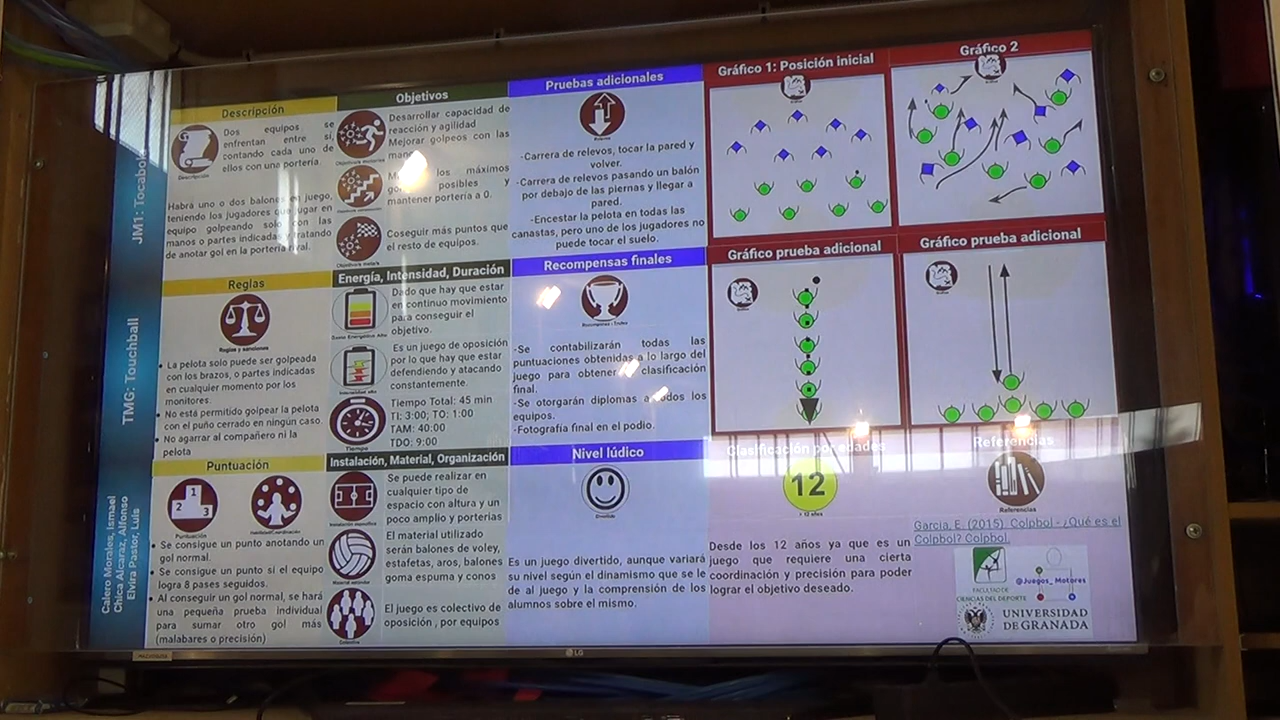 JM1: Tocabola
TMG: Touchball
Calero Morales, Ismael
Chica Alcaraz, Alfonso
Elvira Pastor, Luis
Descripción
Descripción
Dos equipos se
enfrentan entre sí,
contando cada uno de
ellos con una portería.
Habrá uno o dos balones en juego,
teniendo los jugadores que jugar en
equipo golpeando solo con las
manos o partes indicadas y tratando
de anotar gol en la portería rival.
Reglas
Reglas y sanciones
• La pelota solo puede ser golpeada
con los brazos, o partes indicadas
en cualquier momento por los
monitores.
• No está permitido golpear la pelota
con el puño cerrado en ningún caso.
• No agarrar al compañero ni la
pelota
Puntuación
1
2
3
Puntuación
• Se consigue un punto anotando un
gol normal.
• Se consigue un punto si el equipo
logra 8 pases seguidos.
• Al conseguir un gol normal, se hará
una pequeña prueba individual
para sumar otro gol más
(malabares o precisión)
Objetivos
Desarrollar capacidad de
reacción y agilidad
Mejorar golpeos con las
los máximos
posibles y
mantener portería a 0.
Coseguir más puntos que
el resto de equipos.
Energía, Intensidad, Duración
Dado que hay que estar
en continuo movimiento
para conseguir el
objetivo.
Es un juego de oposición
por lo que hay que estar
defendiendo y atacando
constantemente.
Tiempo
Tiempo Total: 45 min
TI: 3:00; TO: 1:00
TAM: 40:00
TDO: 9:00
Instalación, Material, Organización
Se puede realizar en
cualquier tipo de
espacio con altura y un
poco amplio y porterías
El material utilizado
serán balones de voley,
estafetas, aros, balones
goma espuma y conos
Colectivo
El juego es colectivo de
oposición , por equipos
Pruebas adicionales
-Carrera de relevos, tocar la pared y
volver.
-Carrera de relevos pasando un balón
por debajo de las piernas y llegar a
pared.
-Encestar la pelota en todas las
canastas, pero uno de los jugadores no
puede tocar el suelo.
Recompensas finales
-Se contabilizarán todas las
puntuaciones obtenidas a lo largo del
juego para obtener clasificación
final.
-Se otorgarán diplomas a todos los
equipos.
-Fotografía final en el podio.
Nivel lúdico
Es un juego divertido, aunque variará
su nivel según el dinamismo que se le
de al juego y la comprensión de los
alumnos sobre el mismo.
Gráfico 1: Posición inicial
Gráfico 2
Gráfico prueba adicional
Gráfico prueba adicional
Clasificación por edades
12
> 12 años
Desde los 12 años ya que es un
juego que requiere una cierta
coordinación y precisión para poder
lograr el objetivo deseado.
Referencias
Referencias
García, E. (2015). Colpbol - ¿Qué es el
Colpbol? Colpbol.
FACULTAD DE
CIENCIAS DEL DEPORTE
@Juegos_Motores
UNIVERSIDAD
DE GRANADA
LG